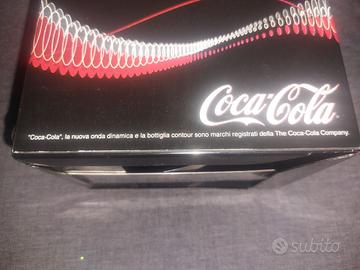 Coca-Cola
"Coca-Cola", la nuova onda dinamica e la bottiglia contour sono marchi registrati della The Coca-Cola Company.
subito